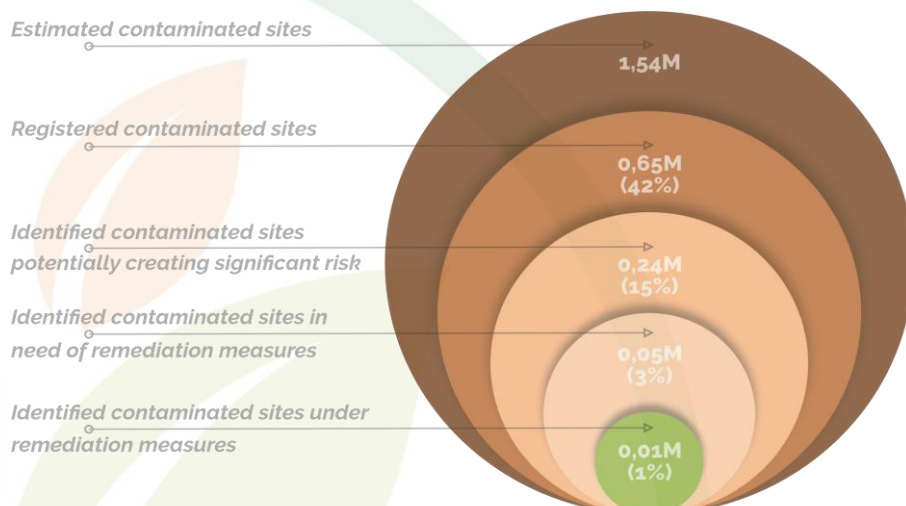 Estimated contaminated sites
1,54M
Registered contaminated sites
0,65M
(42%)
Identified contaminated sites
potentially creating significant risk
0,24M
(15%)
Identified contaminated sites in
need of remediation measures
0,05M
(3%)
Identified contaminated sites under
remediation measures
0,01M
(1%)